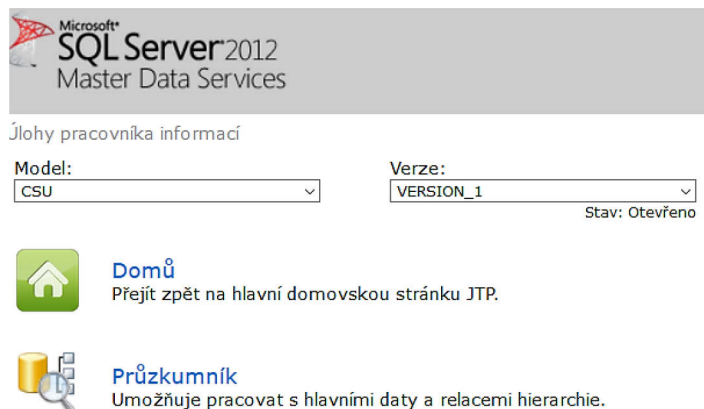 Microsoft
SQL Server 2012
Master Data Services
Úlohy pracovníka informací
Model:
Verze:
CSU
VERSION_1
Stav: Otevřeno
Domů
Přejít zpět na hlavní domovskou stránku JTP.
Průzkumník
Umožňuje pracovat s hlavními daty a relacemi hierarchie.